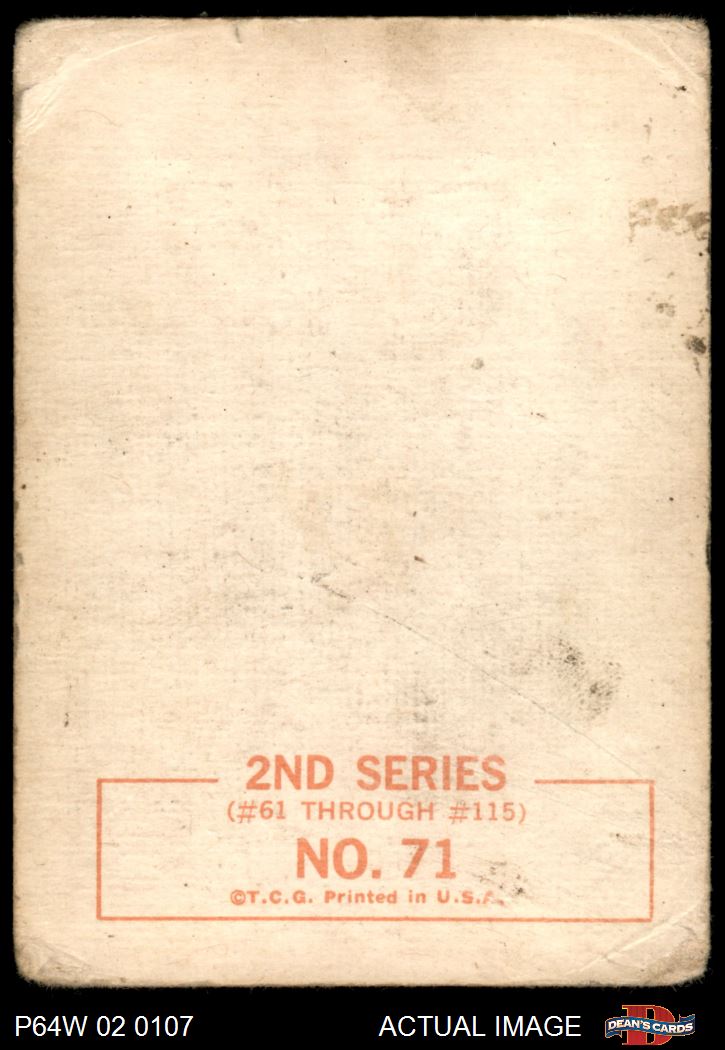 2ND SERIES
(#61 THROUGH #115)
NO. 71
©T.C.G. Printed in U.S.A.
P64W 02 0107
ACTUAL IMAGE
DEAN'S CARDS